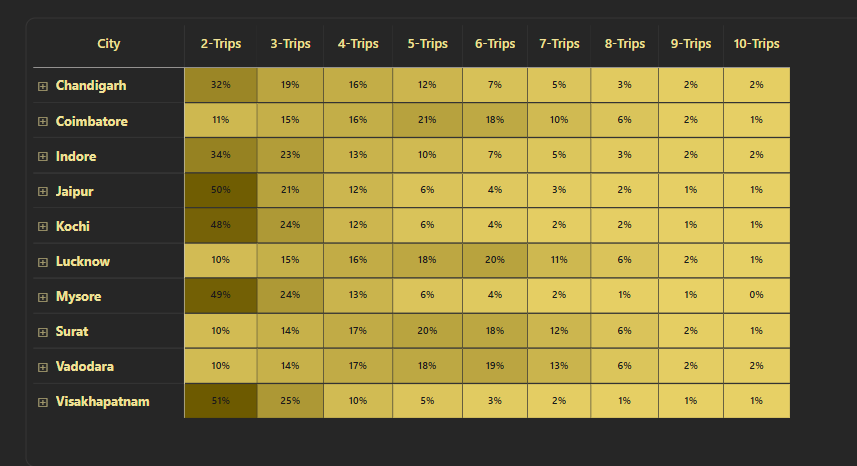 City 2-Trips 3-Trips 4-Trips 5-Trips 6-Trips 7-Trips 8-Trips 9-Trips 10-Trips
Chandigarh 32% 19% 16% 12% 7% 5% 3% 2% 2%
Coimbatore 11% 15% 16% 21% 18% 10% 6% 2% 1%
Indore 34% 23% 13% 10% 7% 5% 3% 2% 2%
Jaipur 50% 21% 12% 6% 4% 3% 2% 1% 1%
Kochi 48% 24% 12% 6% 4% 2% 2% 1% 1%
Lucknow 10% 15% 16% 18% 20% 11% 6% 2% 1%
Mysore 49% 24% 13% 6% 4% 2% 1% 1% 0%
Surat 10% 14% 17% 20% 18% 12% 6% 2% 1%
Vadodara 10% 14% 17% 18% 19% 13% 6% 2% 2%
Visakhapatnam 51% 25% 10% 5% 3% 2% 1% 1% 1%